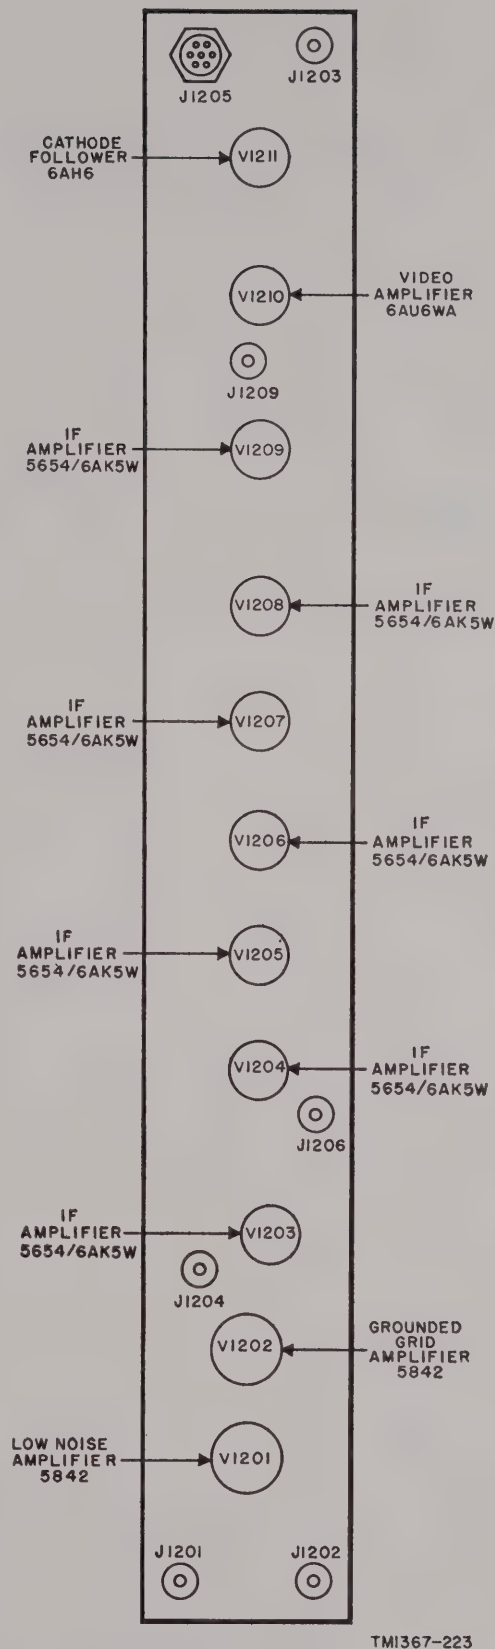 J1205
J1203
CATHODE
FOLLOWER
6AH6
V1211
V1210
VIDEO
AMPLIFIER
6AU6WA
J1209
IF
AMPLIFIER
5654/6AK5W
V1209
V1208
IF
AMPLIFIER
5654/6AK5W
IF
AMPLIFIER
5654/6AK5W
V1207
V1206
IF
AMPLIFIER
5654/6AK5W
IF
AMPLIFIER
5654/6AK5W
V1205
V1204
IF
AMPLIFIER
5654/6AK5W
J1206
IF
AMPLIFIER
5654/6AK5W
V1203
J1204
V1202
GROUNDED
GRID
AMPLIFIER
5842
LOW NOISE
AMPLIFIER
5842
V1201
J1201
J1202
TM1367-223